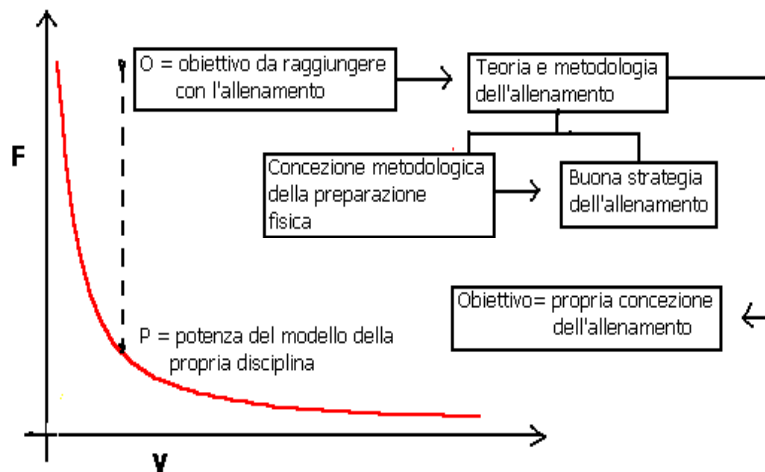 O = obiettivo da raggiungere
con l'allenamento
Teoria e metodologia
dell'allenamento
F
Concezione metodologica
della preparazione
fisica
Buona strategia
dell'allenamento
Obiettivo= propria concezione
dell'allenamento
P = potenza del modello della
propria disciplina
V